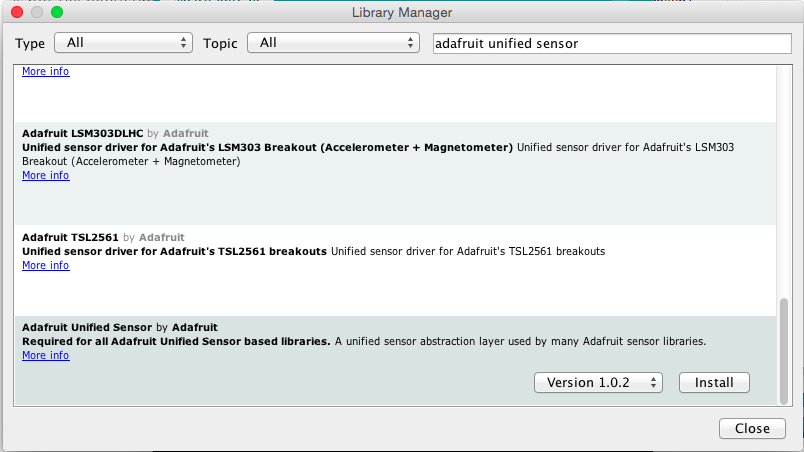 Library Manager
Type All Topic All adafruit unified sensor
More info
Adafruit LSM303DLHC by Adafruit
Unified sensor driver for Adafruit's LSM303 Breakout (Accelerometer + Magnetometer) Unified sensor driver for Adafruit's LSM303
Breakout (Accelerometer + Magnetometer)
More info
Adafruit TSL2561 by Adafruit
Unified sensor driver for Adafruit's TSL2561 breakouts Unified sensor driver for Adafruit's TSL2561 breakouts
More info
Adafruit Unified Sensor by Adafruit
Required for all Adafruit Unified Sensor based libraries. A unified sensor abstraction layer used by many Adafruit sensor libraries.
More info
Version 1.0.2 Install
Close